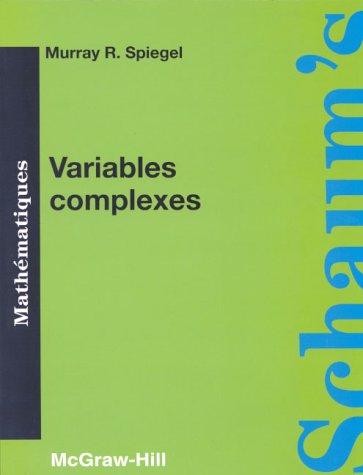 Murray R. Spiegel
Variables
complexes
Mathématiques
Schaum's
McGraw-Hill